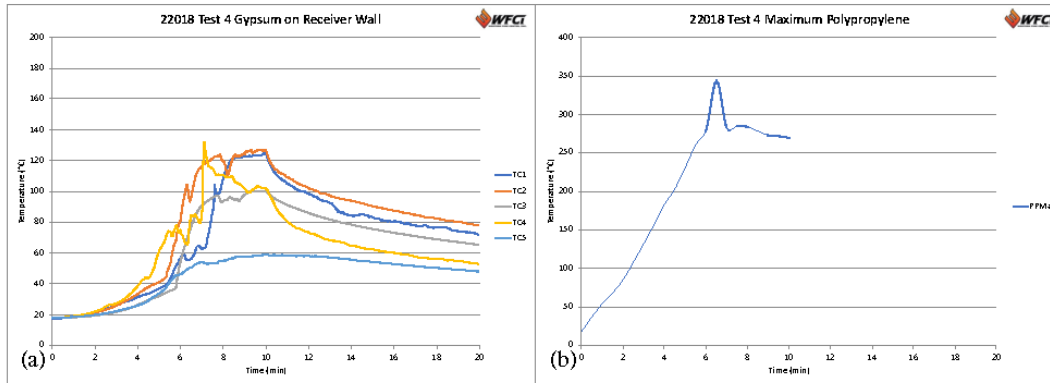 22018 Test 4 Gypsum on Receiver Wall
WFCi
200
180
160
140
120
100
80
60
40
20
0
Temperature (°C)
0 2 4 6 8 10 12 14 16 18 20
Time (min)
TC1
TC2
TC3
TC4
TC5
(a)
22018 Test 4 Maximum Polypropylene
WFCi
400
350
300
250
200
150
100
50
0
Temperature (°C)
0 2 4 6 8 10 12 14 16 18 20
Time (min)
(b)